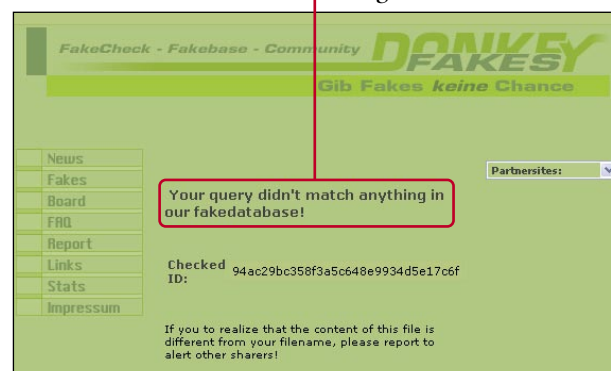 FakeCheck - Fakebase - Community
DONKEY
FAKES
Gib Fakes keine Chance
News
Fakes
Board
FAQ
Report
Links
Stats
Impressum
Partnersites:
Your query didn't match anything in
our fakedatabase!
Checked
ID:
94ac29bc358f3a5c648e9934d5e17c6f
If you to realize that the content of this file is
different from your filename, please report to
alert other sharers!